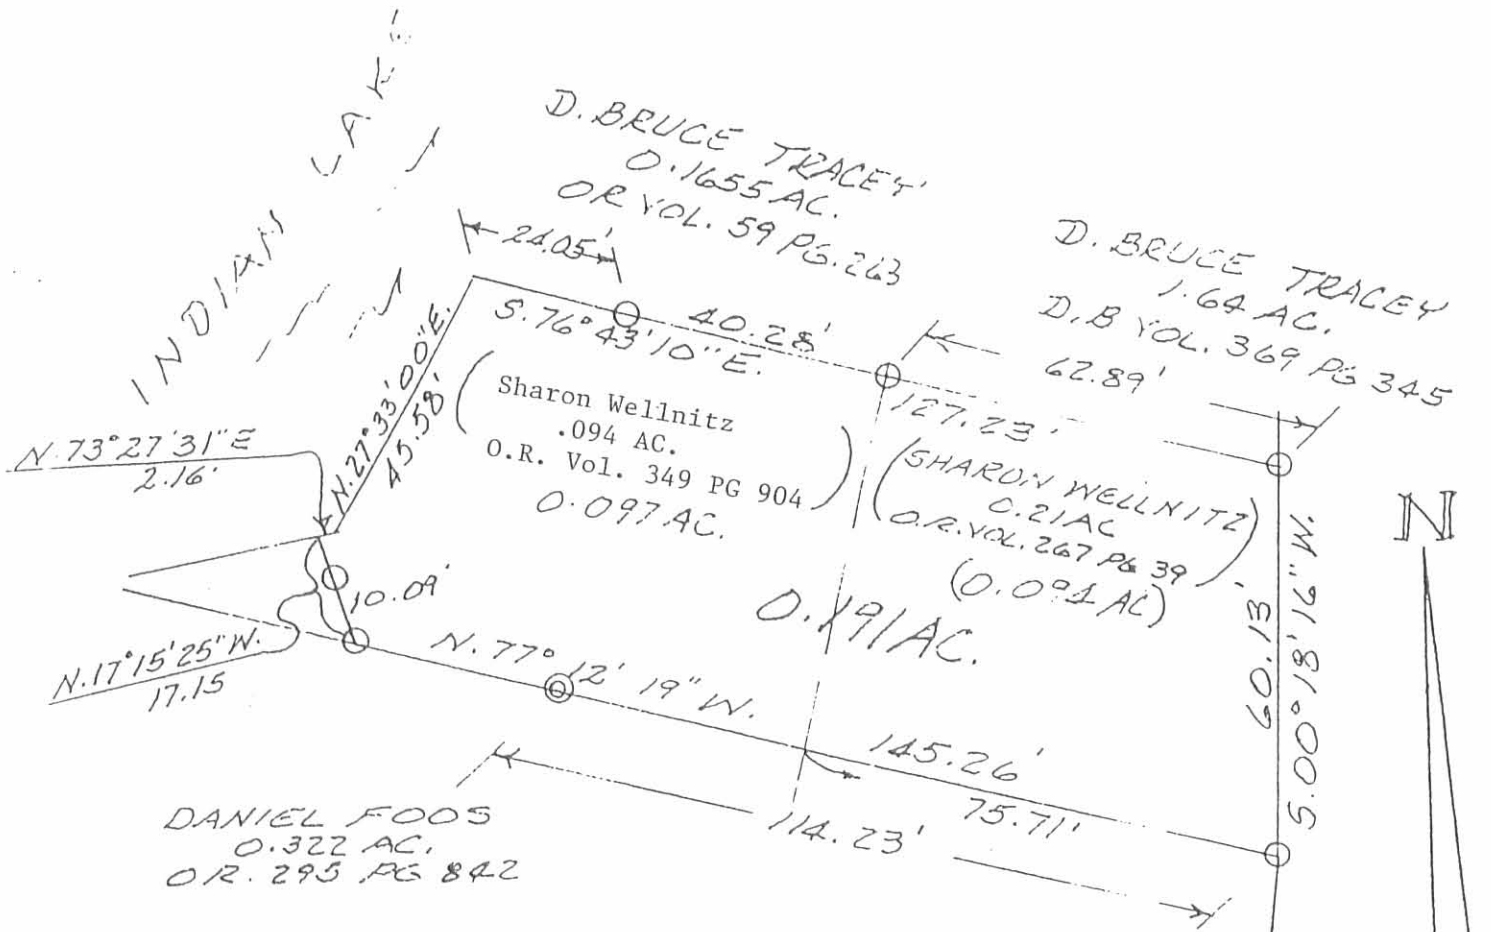 INDIAN LAKE
D. BRUCE TRACEY
0.1655 AC.
OR VOL. 59 PG. 263
D. BRUCE TRACEY
1.64 AC.
D.B VOL. 369 PG 345
24.05'
S. 76° 43' 10" E.
40.28'
62.89'
127.23'
N. 27° 33' 00" E.
45.58'
N. 73° 27' 31" E
2.16'
Sharon Wellnitz
.094 AC.
O.R. Vol. 349 PG 904
0.097 AC.
(SHARON WELLNITZ)
0.21 AC
O.R. VOL. 267 PG 39
(0.094 AC)
0.191 AC.
N
60.13'
S. 00° 18' 16" W.
10.09'
N. 17° 15' 25" W.
17.15
N. 77° 12' 19" W.
145.26'
75.71'
114.23'
DANIEL FOOS
0.322 AC.
OR. 295 PG 842